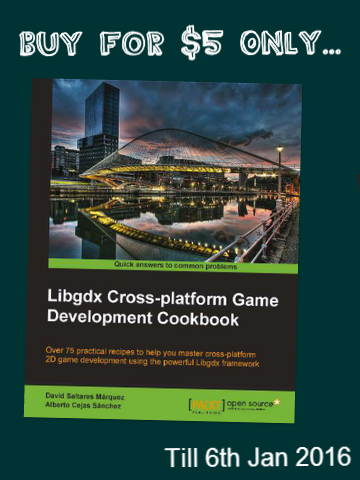 BUY FOR $5 ONLY...
Quick answers to common problems
Libgdx Cross-platform Game
Development Cookbook
Over 75 practical recipes to help you master cross-platform
2D game development using the powerful Libgdx framework
David Saltares Márquez
Alberto Cejas Sánchez
[PACKT] open source*
PUBLISHING
Till 6th Jan 2016